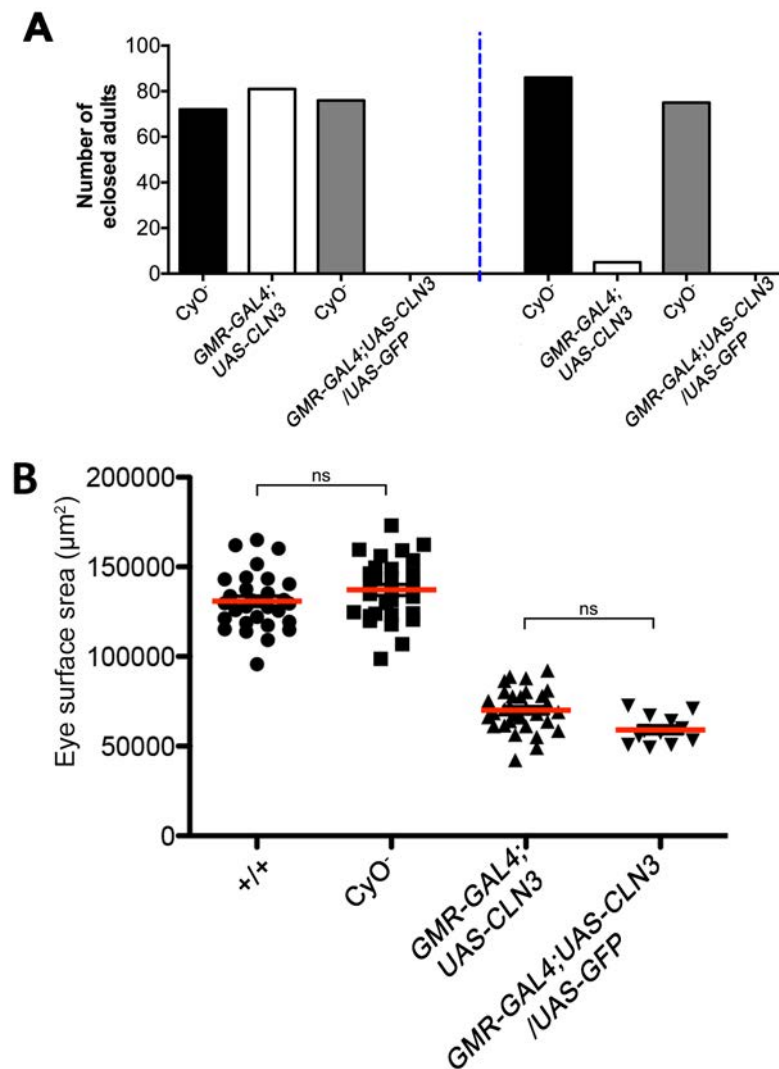 A
Number of
eclosed adults
100
80
60
40
20
0
CyO-
GMR-GAL4;
UAS-CLN3
CyO-
GMR-GAL4;UAS-CLN3
/UAS-GFP
CyO-
GMR-GAL4;
UAS-CLN3
CyO-
GMR-GAL4;UAS-CLN3
/UAS-GFP
B
Eye surface srea (µm²)
200000
150000
100000
50000
0
ns
ns
+/+
CyO-
GMR-GAL4;
UAS-CLN3
GMR-GAL4;UAS-CLN3
/UAS-GFP